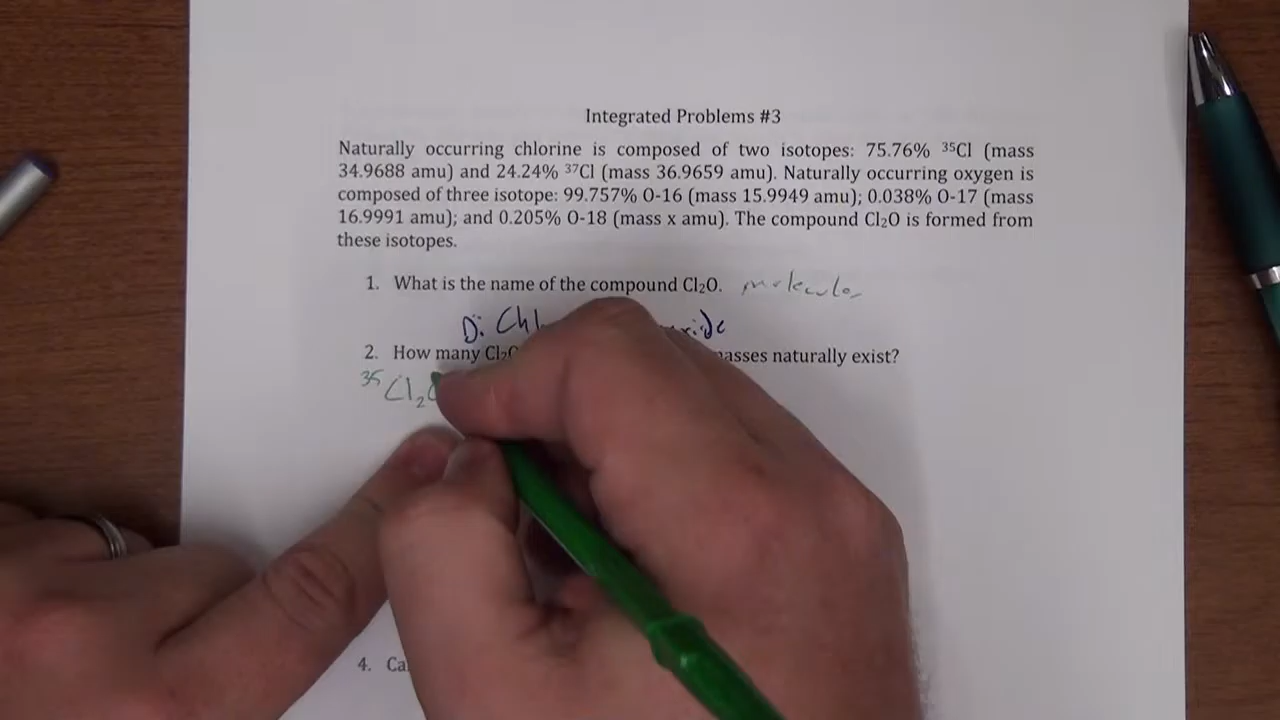 Integrated Problems #3
Naturally occurring chlorine is composed of two isotopes: 75.76% ³⁵Cl (mass
34.9688 amu) and 24.24% ³⁷Cl (mass 36.9659 amu). Naturally occurring oxygen is
composed of three isotope: 99.757% O-16 (mass 15.9949 amu); 0.038% O-17 (mass
16.9991 amu); and 0.205% O-18 (mass x amu). The compound Cl₂O is formed from
these isotopes.
1. What is the name of the compound Cl₂O. molecular
Di
2. How many masses naturally exist?
³⁵Cl₂
4.